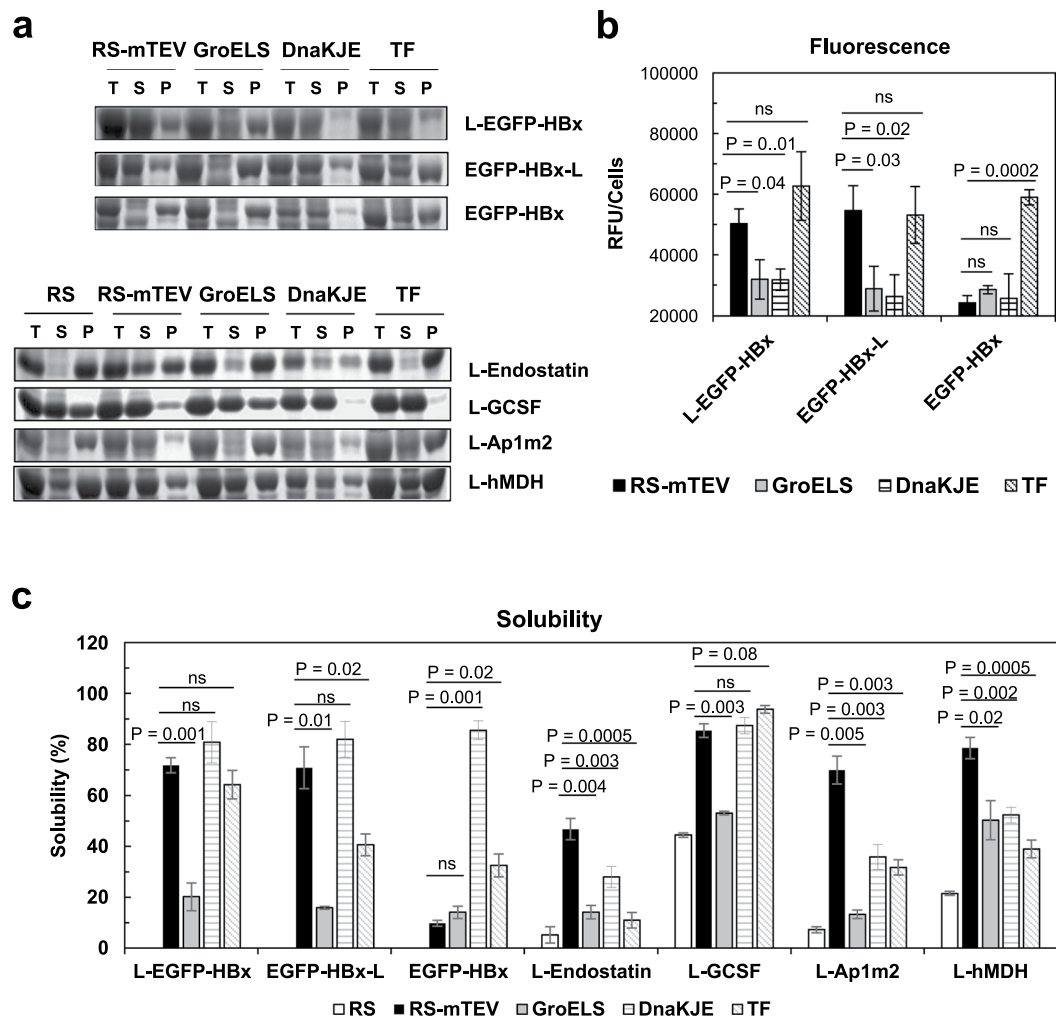 a
RS-mTEV GroELS DnaKJE TF
T S P T S P T S P T S P
L-EGFP-HBx
EGFP-HBx-L
EGFP-HBx
RS RS-mTEV GroELS DnaKJE TF
T S P T S P T S P T S P T S P
L-Endostatin
L-GCSF
L-Ap1m2
L-hMDH
b
Fluorescence
RFU/Cells
100000
80000
60000
40000
20000
ns
P = 0..01
P = 0.04
ns
P = 0.02
P = 0.03
P = 0.0002
ns
ns
L-EGFP-HBx
EGFP-HBx-L
EGFP-HBx
RS-mTEV GroELS DnaKJE TF
c
Solubility
Solubility (%)
120
100
80
60
40
20
0
ns
ns
P = 0.001
P = 0.02
ns
P = 0.01
P = 0.02
P = 0.001
ns
P = 0.0005
P = 0.003
P = 0.004
P = 0.08
ns
P = 0.003
P = 0.003
P = 0.003
P = 0.005
P = 0.0005
P = 0.002
P = 0.02
L-EGFP-HBx EGFP-HBx-L EGFP-HBx L-Endostatin L-GCSF L-Ap1m2 L-hMDH
RS RS-mTEV GroELS DnaKJE TF